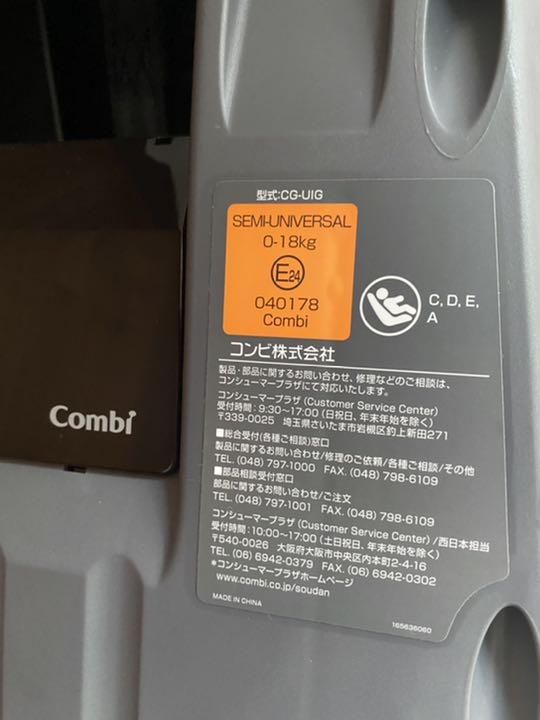 型式:CG-UIG
SEMI-UNIVERSAL
0-18kg
E24
040178
Combi
C, D, E,
A
コンビ株式会社
製品・部品に関するお問い合わせ、修理などのご相談は、
コンシューマープラザにて対応いたします。
コンシューマープラザ (Customer Service Center)
受付時間:9:30~17:00 (日祝日、年末年始を除く)
〒339-0025 埼玉県さいたま市岩槻区釣上新田271
■総合受付(各種ご相談)窓口
製品に関するお問い合わせ/修理のご依頼/各種ご相談/その他
TEL. (048) 797-1000 FAX. (048) 798-6109
■部品相談受付窓口
部品に関するお問い合わせ/ご注文
TEL. (048) 797-1001 FAX. (048) 798-6109
コンシューマープラザ (Customer Service Center) /西日本担当
受付時間:10:00~17:00 (土日祝日、年末年始を除く)
〒540-0026 大阪府大阪市中央区内本町2-4-16
TEL. (06) 6942-0379 FAX. (06) 6942-0302
*コンシューマープラザホームページ
www.combi.co.jp/soudan
MADE IN CHINA
165636060
Combi